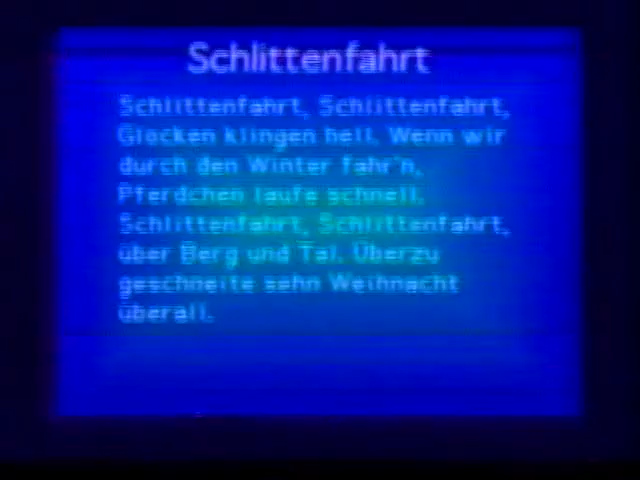 Schlittenfahrt
Schlittenfahrt, Schlittenfahrt,
Glocken klingen hell. Wenn wir
durch den Winter fahr'n,
Pferdchen laufe schnell.
Schlittenfahrt, Schlittenfahrt,
über Berg und Tal. Überzu
geschneite sehn Weihnacht
überall.